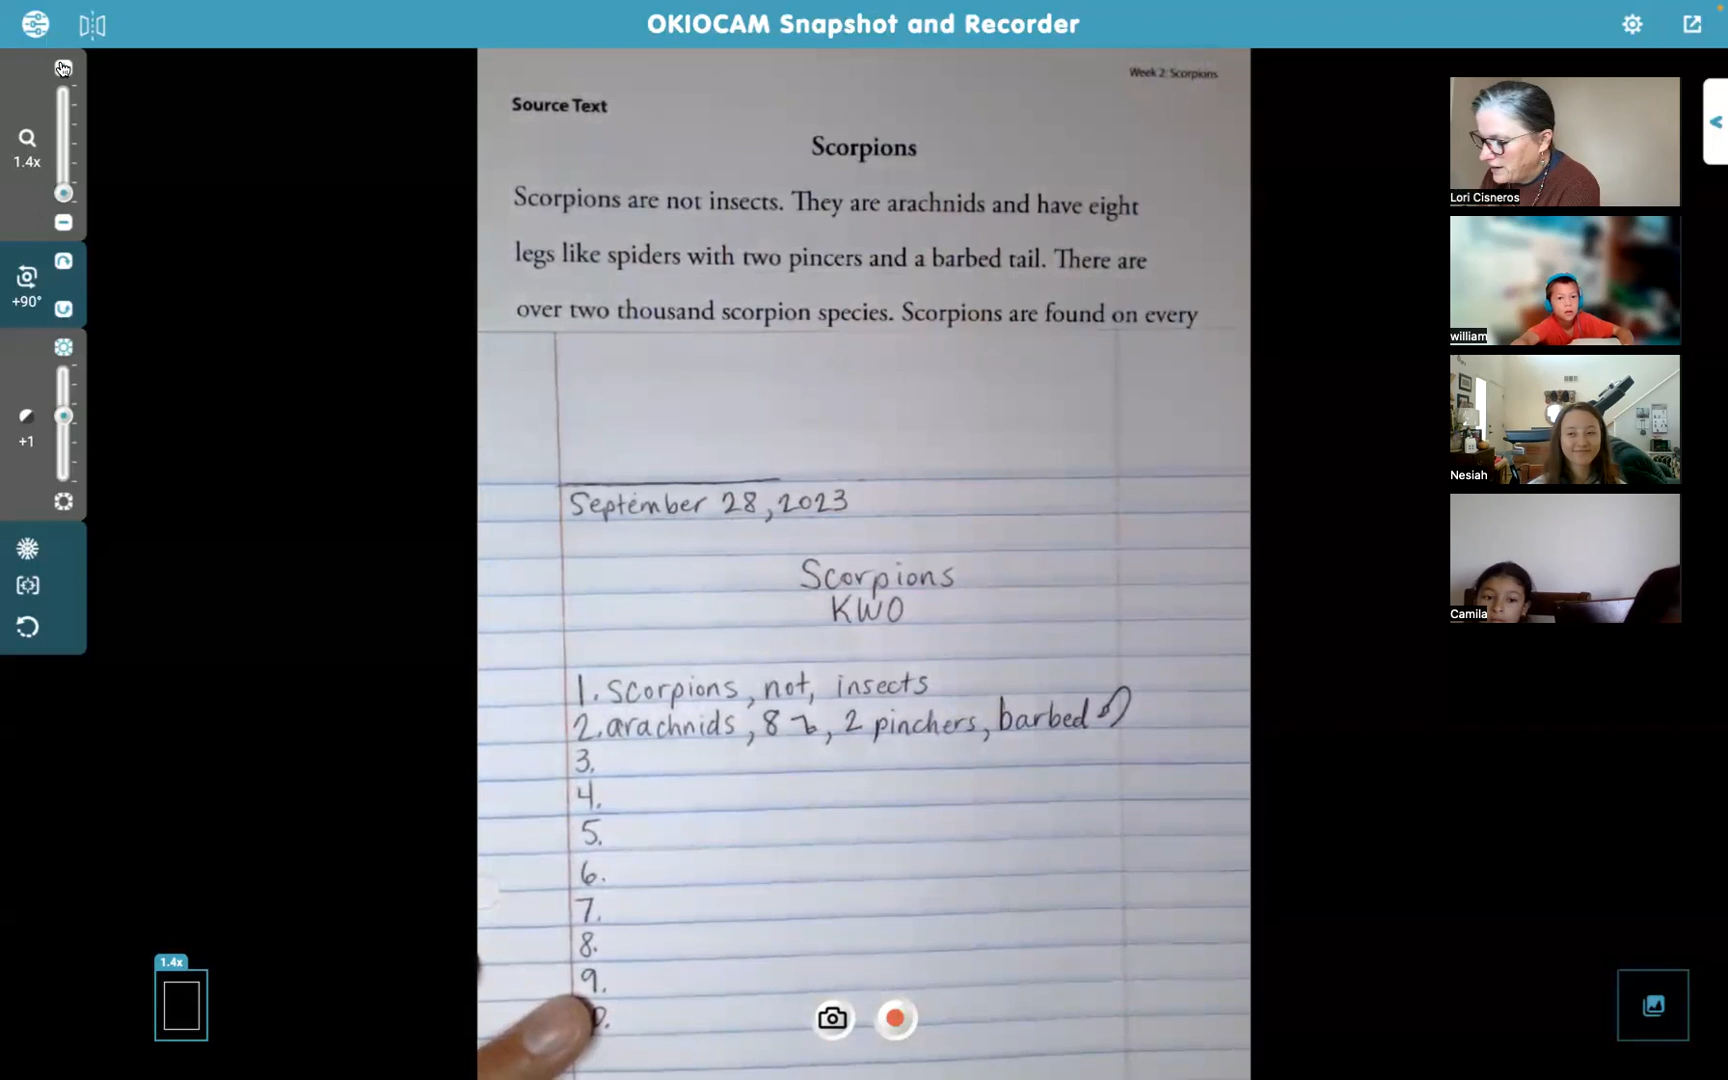 OKIOCAM Snapshot and Recorder
1.4x
+90°
+1
Week 2: Scorpions
Source Text
Scorpions
Scorpions are not insects. They are arachnids and have eight
legs like spiders with two pincers and a barbed tail. There are
over two thousand scorpion species. Scorpions are found on every
September 28, 2023
Scorpions
KWO
1. scorpions, not, insects
2. arachnids, 8 , 2 pinchers, barbed
3.
4.
5.
6.
7.
8.
9.
1.4x
Lori Cisneros
william
Nesiah
Camila